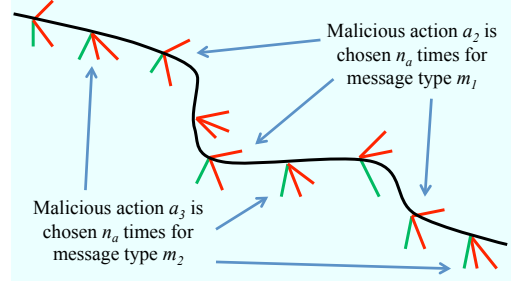 Malicious action a₂ is
chosen nₐ times for
message type m₁
Malicious action a₃ is
chosen nₐ times for
message type m₂